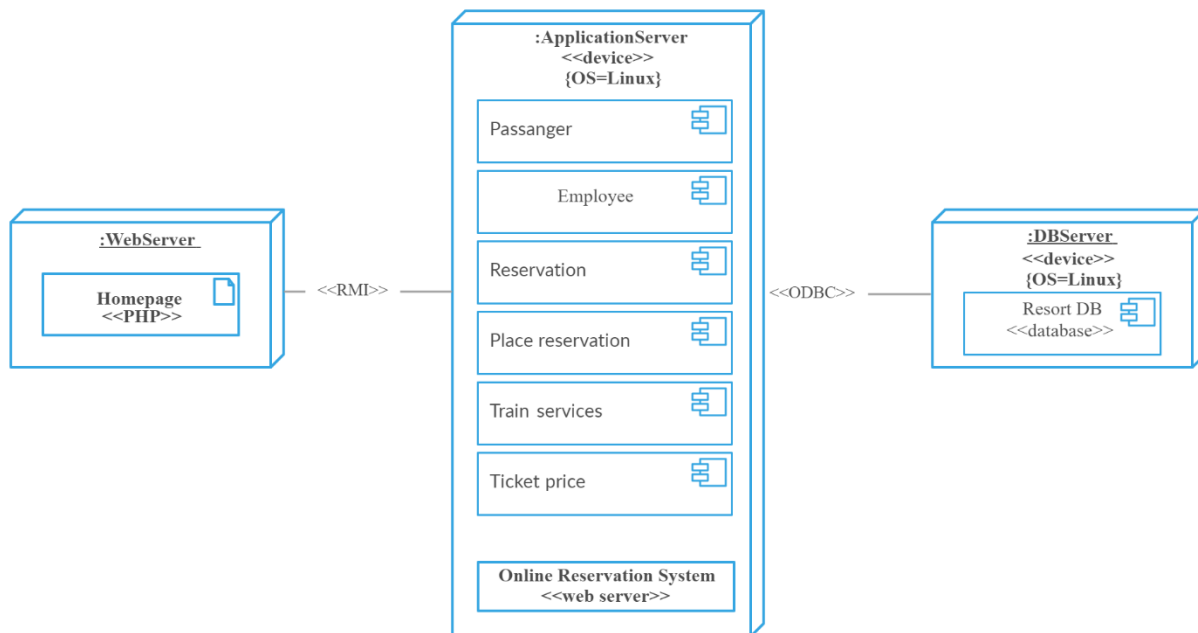 :WebServer
Homepage
<<PHP>>
<<RMI>>
:ApplicationServer
<<device>>
{OS=Linux}
Passanger
Employee
Reservation
Place reservation
Train services
Ticket price
Online Reservation System
<<web server>>
<<ODBC>>
:DBServer
<<device>>
{OS=Linux}
Resort DB
<<database>>